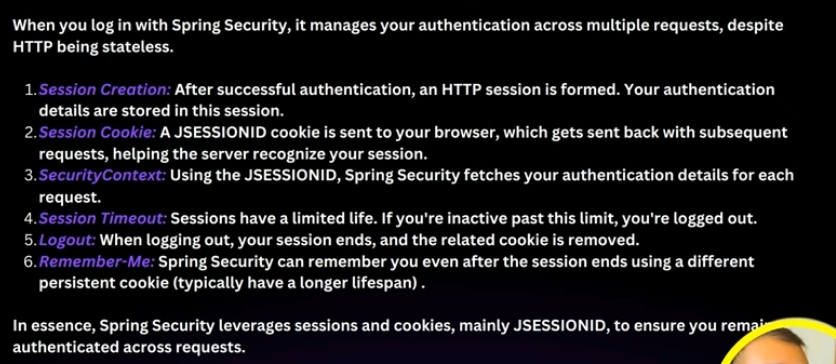 When you log in with Spring Security, it manages your authentication across multiple requests, despite
HTTP being stateless.
1. Session Creation: After successful authentication, an HTTP session is formed. Your authentication
details are stored in this session.
2. Session Cookie: A JSESSIONID cookie is sent to your browser, which gets sent back with subsequent
requests, helping the server recognize your session.
3. SecurityContext: Using the JSESSIONID, Spring Security fetches your authentication details for each
request.
4. Session Timeout: Sessions have a limited life. If you're inactive past this limit, you're logged out.
5. Logout: When logging out, your session ends, and the related cookie is removed.
6. Remember-Me: Spring Security can remember you even after the session ends using a different
persistent cookie (typically have a longer lifespan) .
In essence, Spring Security leverages sessions and cookies, mainly JSESSIONID, to ensure you
authenticated across requests.